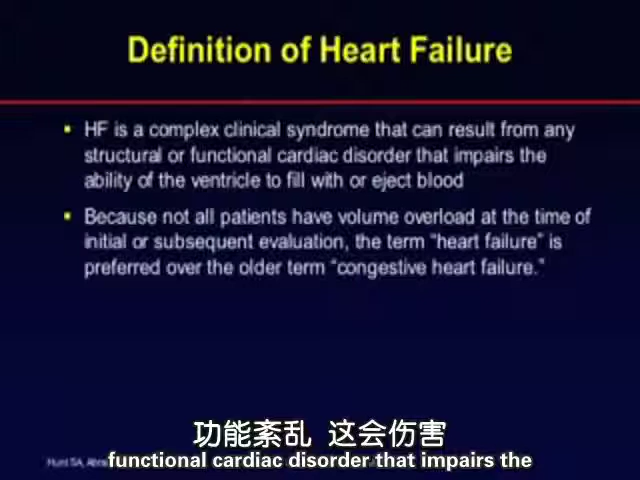 Definition of Heart Failure
▪ HF is a complex clinical syndrome that can result from any
structural or functional cardiac disorder that impairs the
ability of the ventricle to fill with or eject blood
▪ Because not all patients have volume overload at the time of
initial or subsequent evaluation, the term “heart failure” is
preferred over the older term “congestive heart failure.”
功能紊乱 这会伤害
Hunt SA,
functional cardiac disorder that impairs the